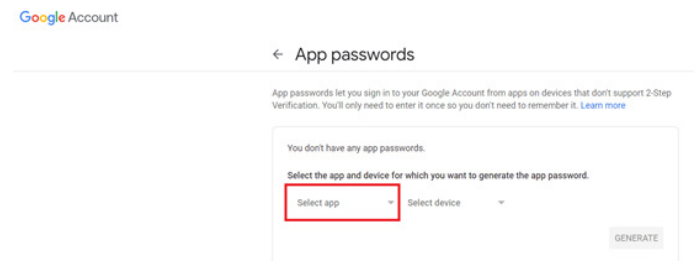 Google Account
← App passwords
App passwords let you sign in to your Google Account from apps on devices that don't support 2-Step
Verification. You'll only need to enter it once so you don't need to remember it. Learn more
You don't have any app passwords.
Select the app and device for which you want to generate the app password.
Select app Select device
GENERATE